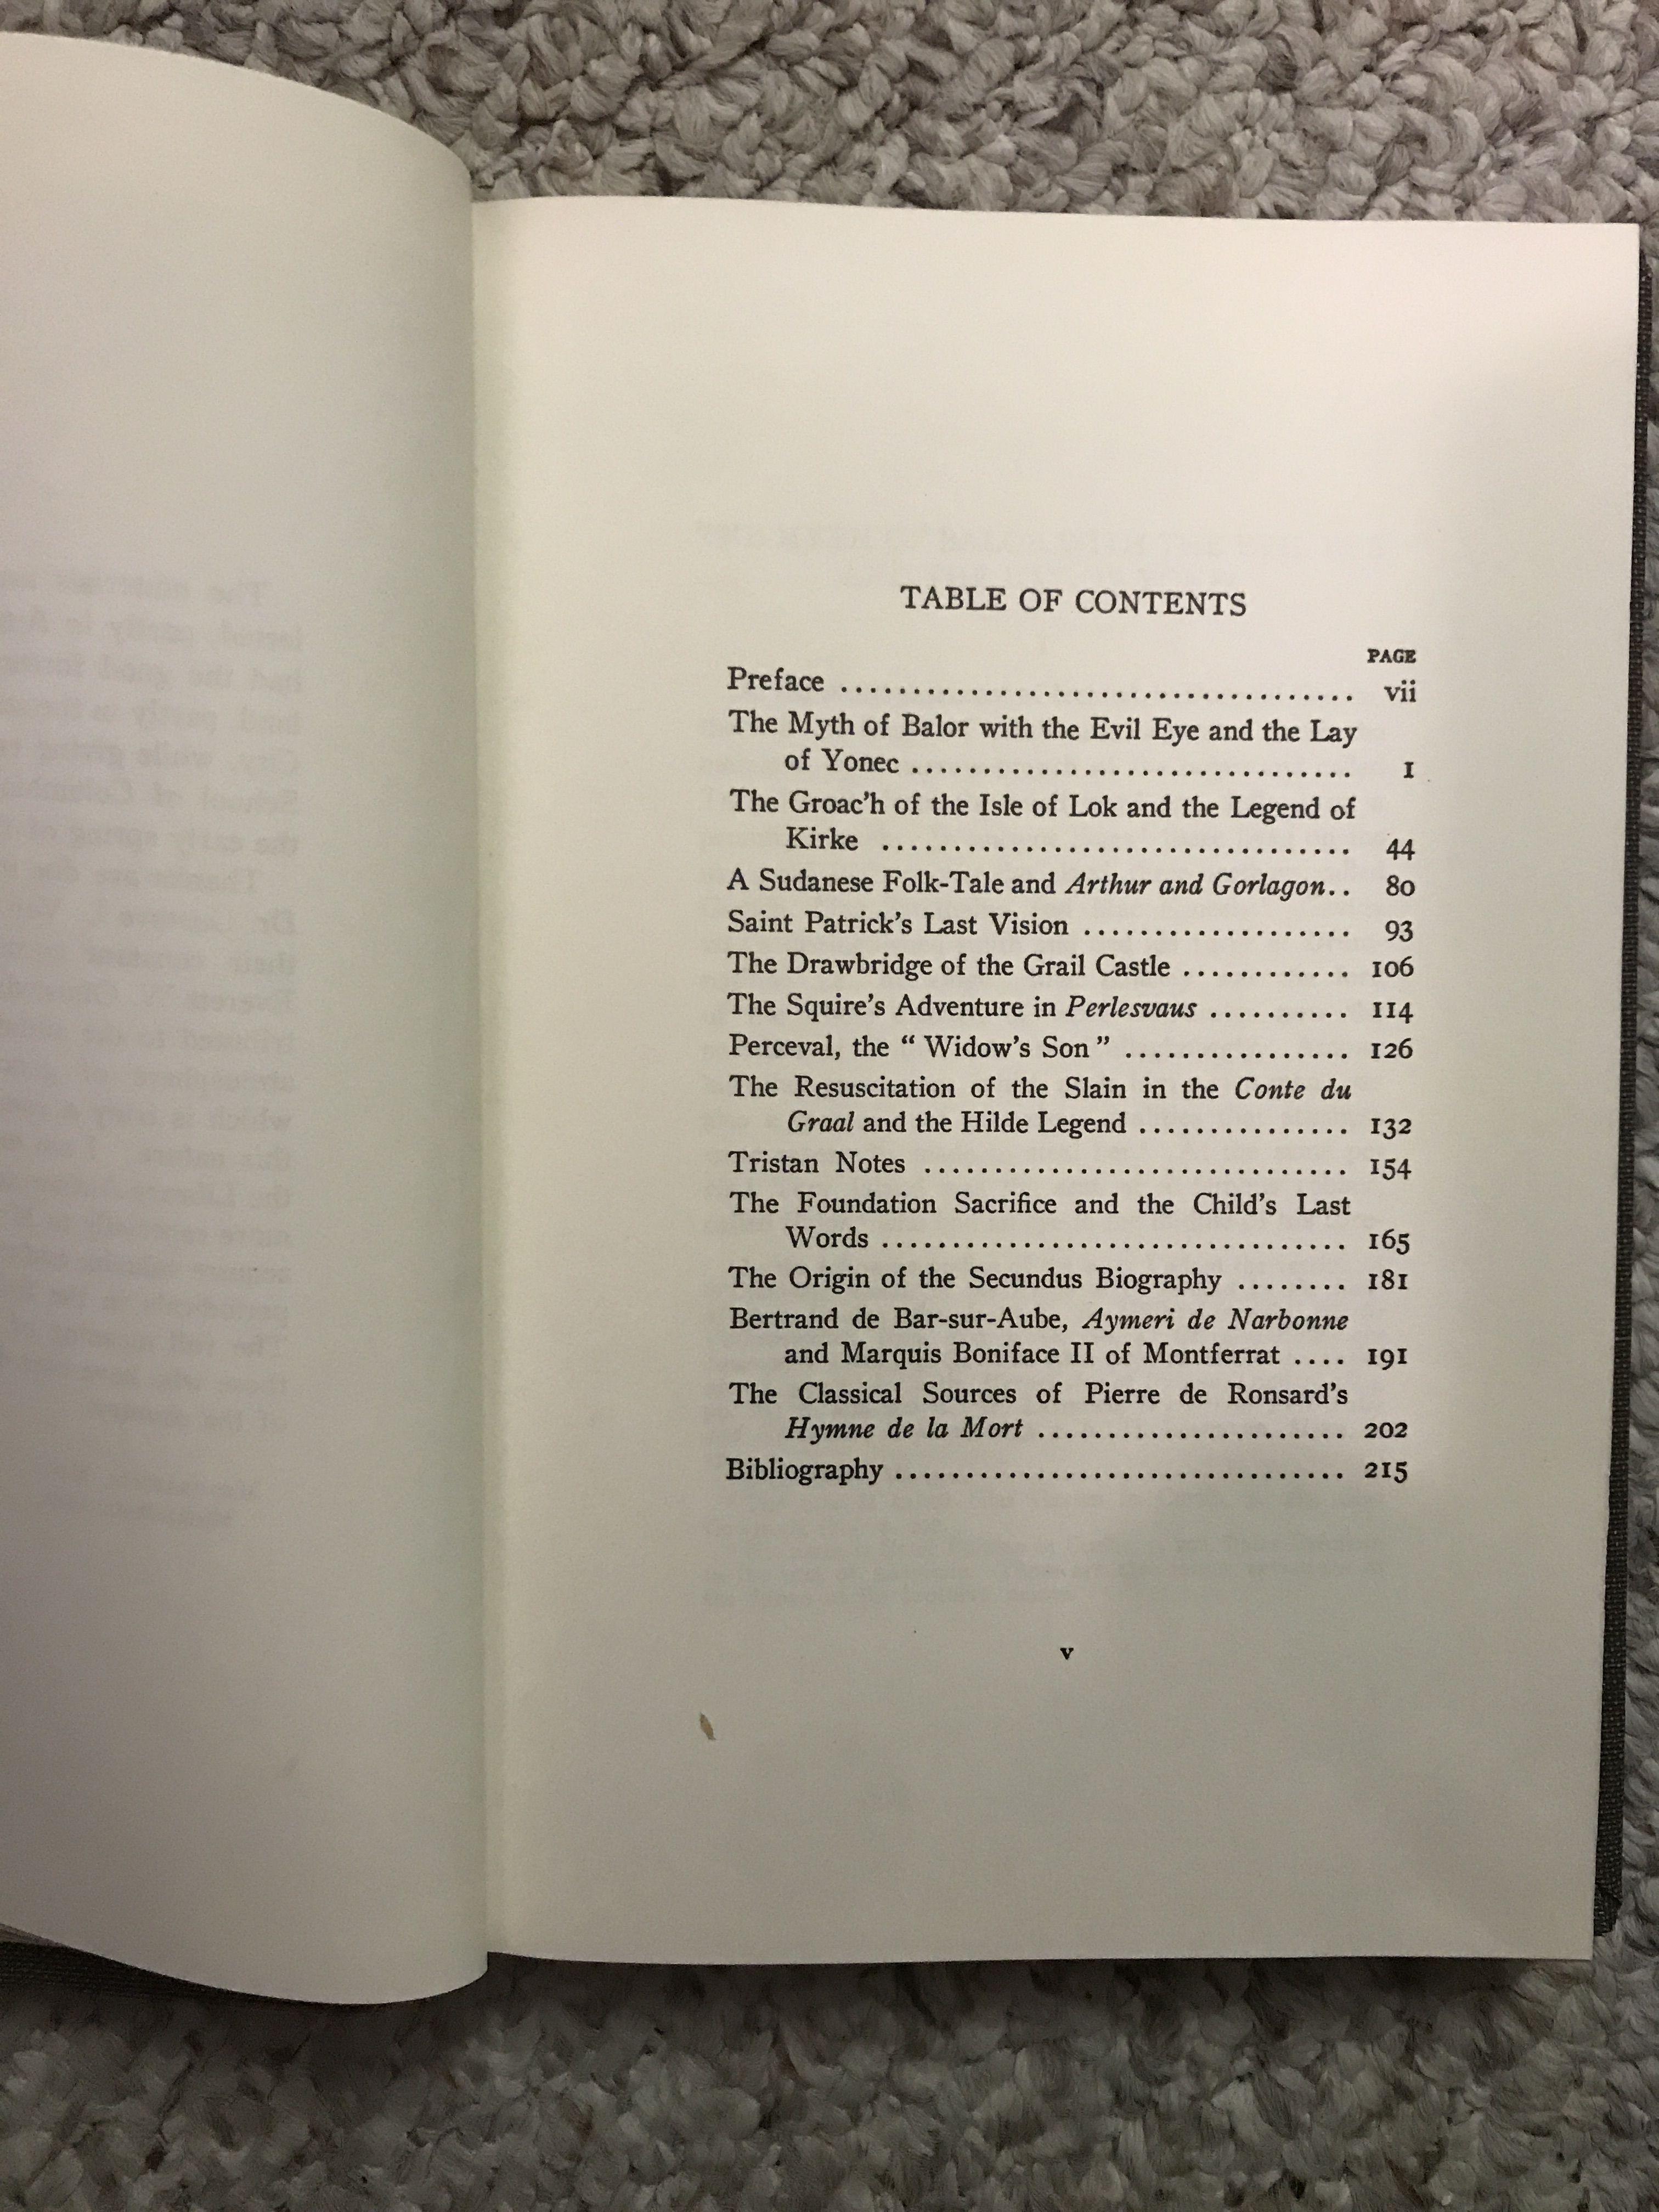 TABLE OF CONTENTS
PAGE
Preface .................................... vii
The Myth of Balor with the Evil Eye and the Lay
of Yonec ............................... 1
The Groac'h of the Isle of Lok and the Legend of
Kirke ................................. 44
A Sudanese Folk-Tale and Arthur and Gorlagon.. 80
Saint Patrick's Last Vision ................... 93
The Drawbridge of the Grail Castle ............ 106
The Squire's Adventure in Perlesvaus .......... 114
Perceval, the “ Widow's Son ” ................ 126
The Resuscitation of the Slain in the Conte du
Graal and the Hilde Legend ............... 132
Tristan Notes .............................. 154
The Foundation Sacrifice and the Child's Last
Words ................................. 165
The Origin of the Secundus Biography ........ 181
Bertrand de Bar-sur-Aube, Aymeri de Narbonne
and Marquis Boniface II of Montferrat .... 191
The Classical Sources of Pierre de Ronsard's
Hymne de la Mort ...................... 202
Bibliography ................................ 215
v